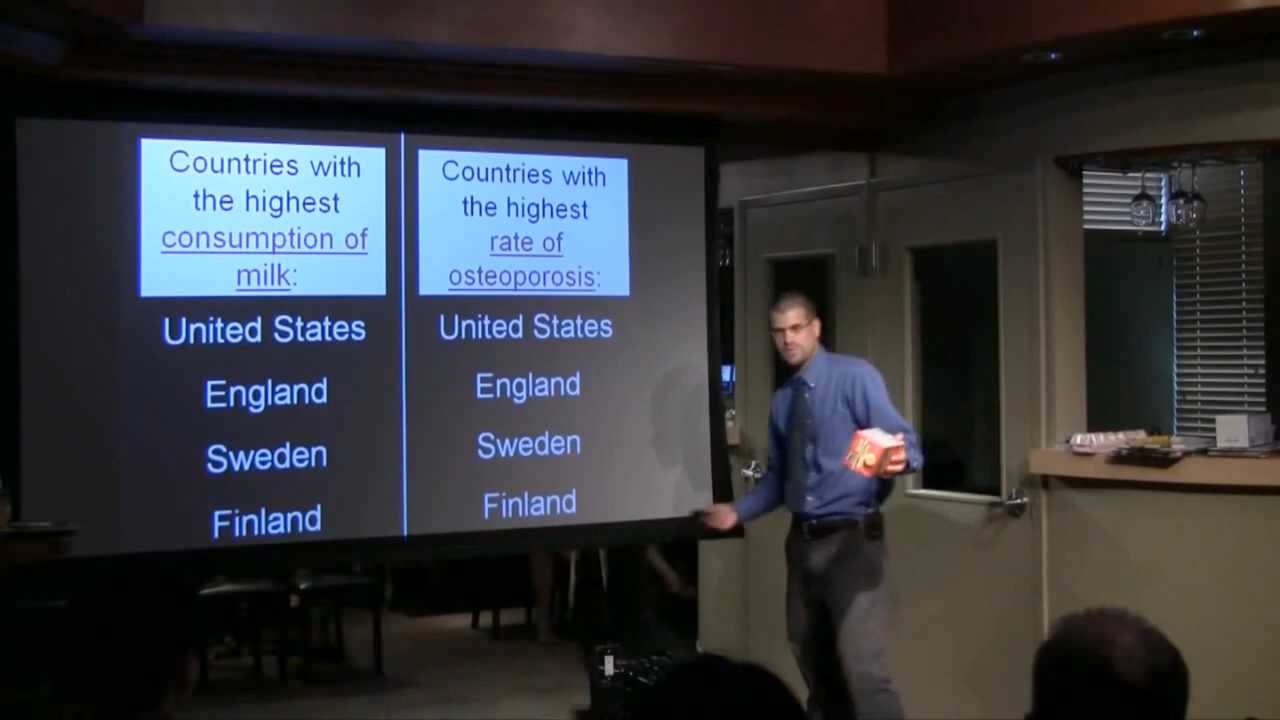 Countries with
the highest
consumption of
milk:
United States
England
Sweden
Finland
Countries with
the highest
rate of
osteoporosis:
United States
England
Sweden
Finland